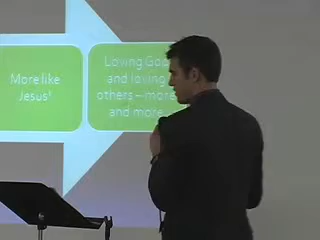 More like
Jesus!
Loving God
and loving
others – more
and more